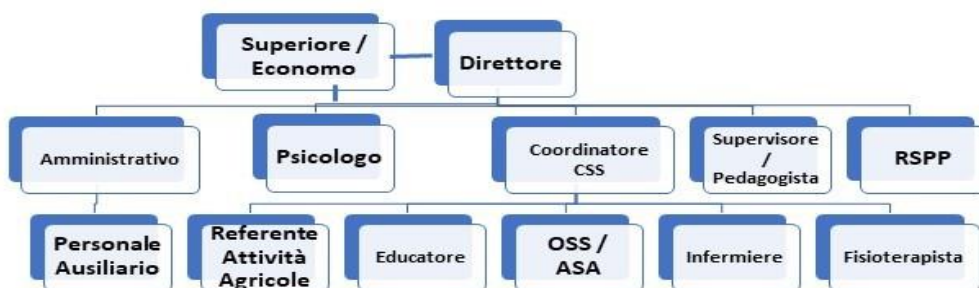 Superiore /
Economo
Direttore
Amministrativo
Psicologo
Coordinatore
CSS
Supervisore
/
Pedagogista
RSPP
Personale
Ausiliario
Referente
Attività
Agricole
Educatore
OSS /
ASA
Infermiere
Fisioterapista